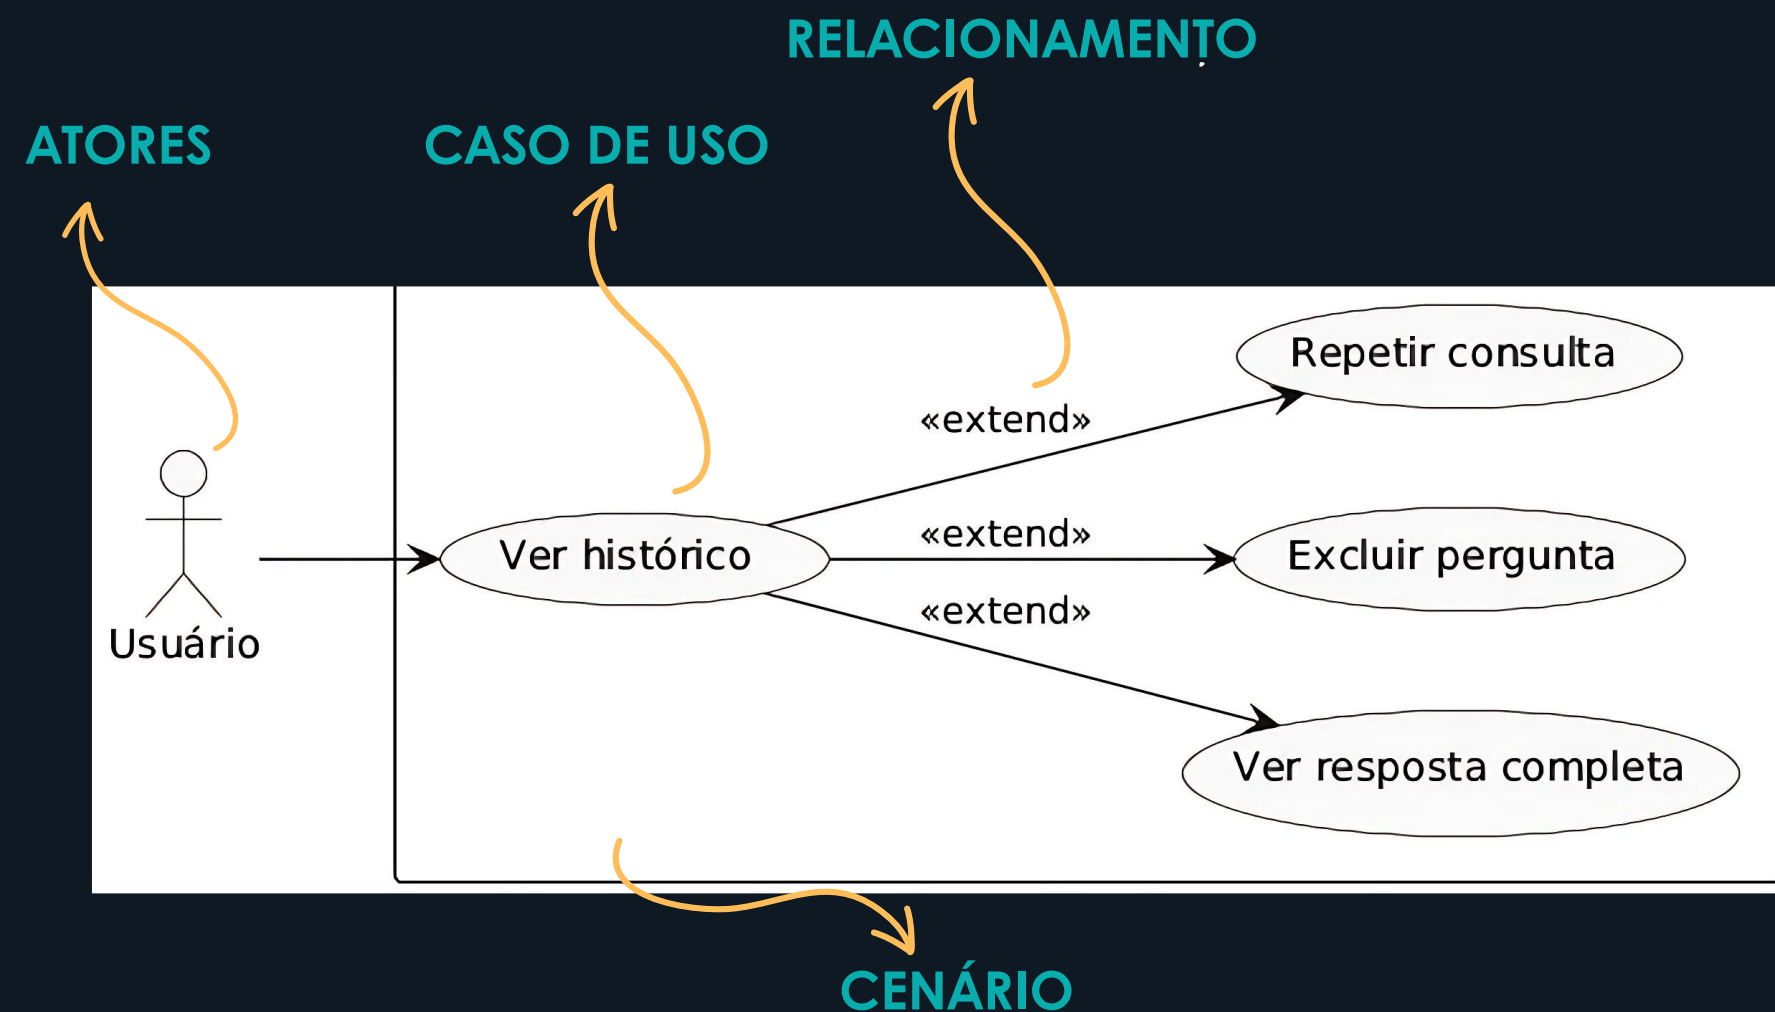 RELACIONAMENTO
ATORES
CASO DE USO
Repetir consulta
«extend»
«extend»
Ver histórico
Excluir pergunta
«extend»
Usuário
Ver resposta completa
CENÁRIO